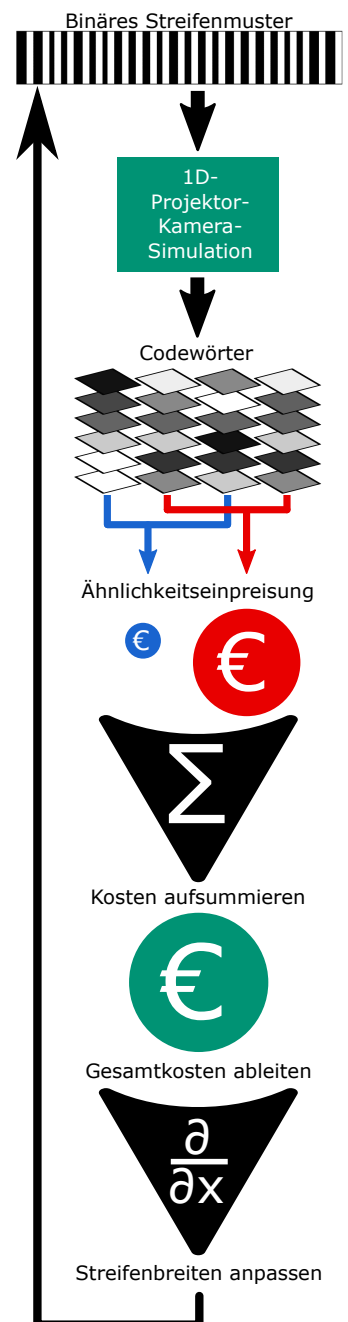 Binäres Streifenmuster
1D-
Projektor-
Kamera-
Simulation
Codewörter
Ähnlichkeitseinpreisung
€ €
Σ
Kosten aufsummieren
€
Gesamtkosten ableiten
∂
∂x
Streifenbreiten anpassen